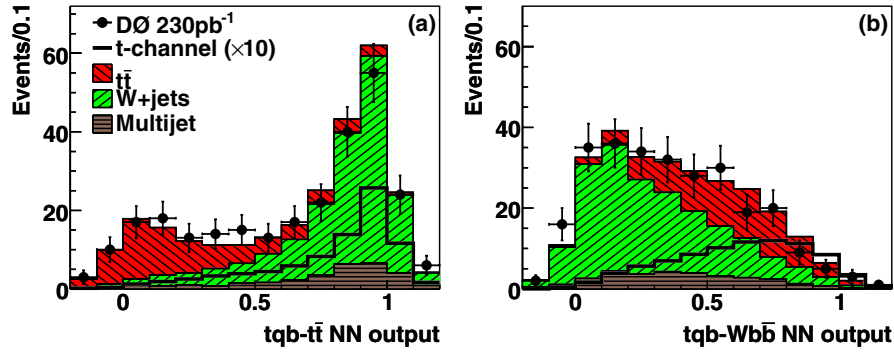 (a)
DØ 230pb⁻¹
t-channel (×10)
tt̄
W+jets
Multijet
Events/0.1
60
40
20
0
0 0.5 1
tqb-tt̄ NN output
(b)
Events/0.1
60
40
20
0
0 0.5 1
tqb-Wbb̄ NN output